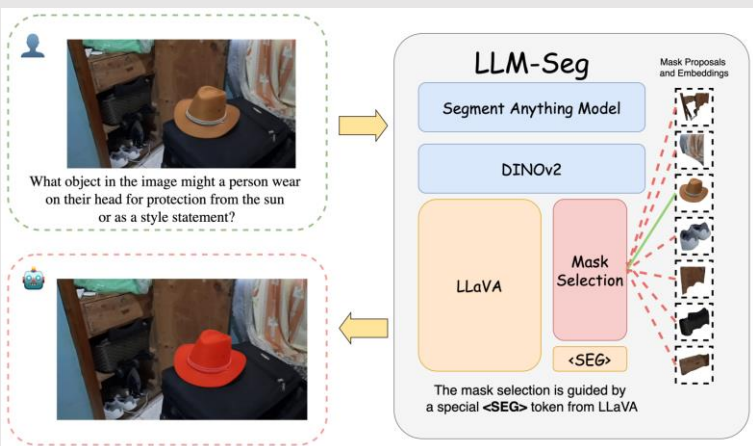 What object in the image might a person wear
on their head for protection from the sun
or as a style statement?
LLM-Seg
Segment Anything Model
DINOv2
LLaVA
Mask
Selection
<SEG>
The mask selection is guided by
a special <SEG> token from LLaVA
Mask Proposals
and Embeddings